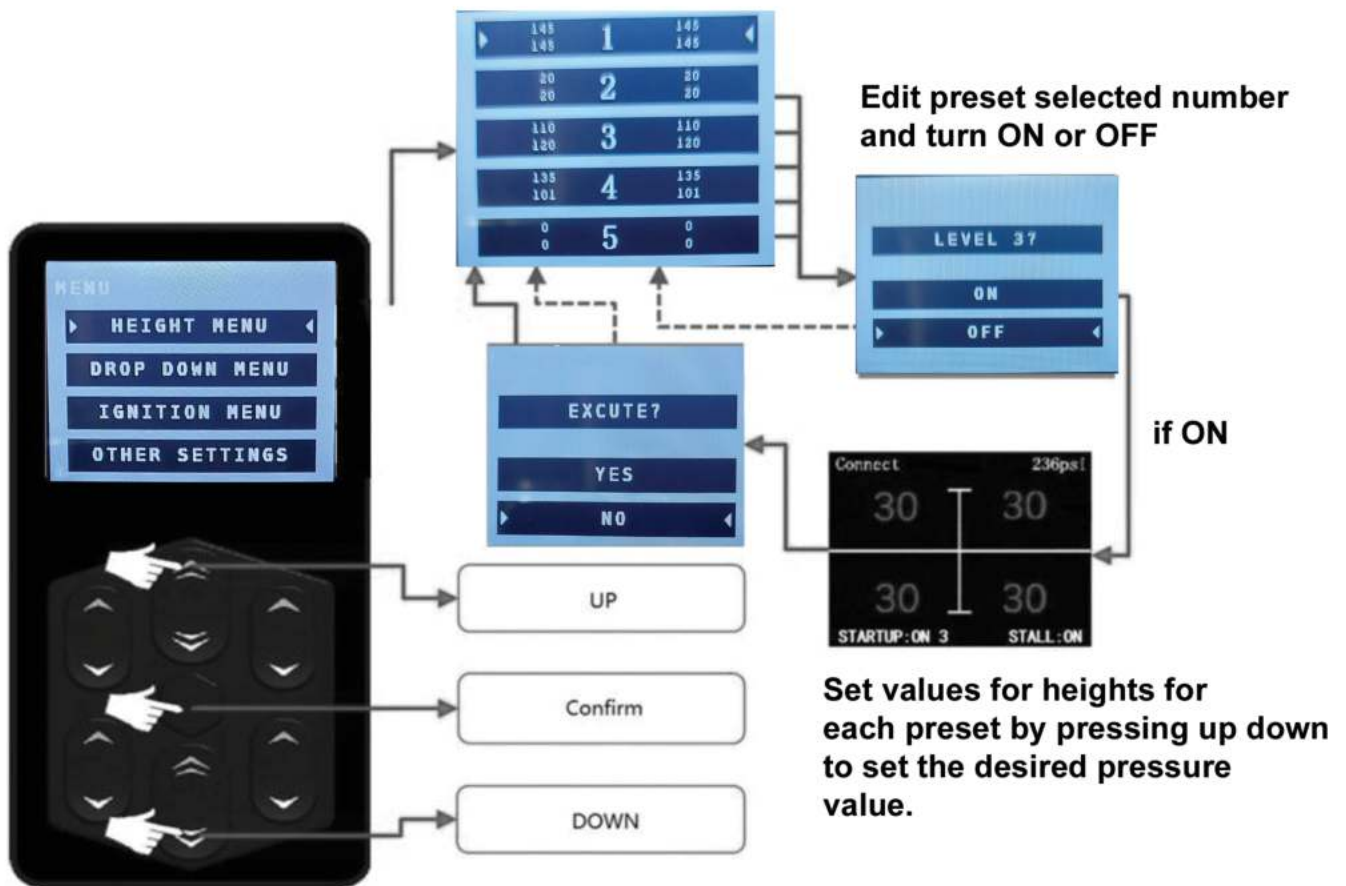 145 1 145
145 145
20 2 20
20 20
110 3 110
120 120
135 4 135
101 101
0 5 0
0 0
Edit preset selected number
and turn ON or OFF
LEVEL 3?
ON
OFF
MENU
HEIGHT MENU
DROP DOWN MENU
IGNITION MENU
OTHER SETTINGS
EXCUTE?
YES
NO
if ON
Connect 236psi
30 30
30 30
STARTUP:ON 3 STALL:ON
UP
Confirm
DOWN
Set values for heights for
each preset by pressing up down
to set the desired pressure
value.